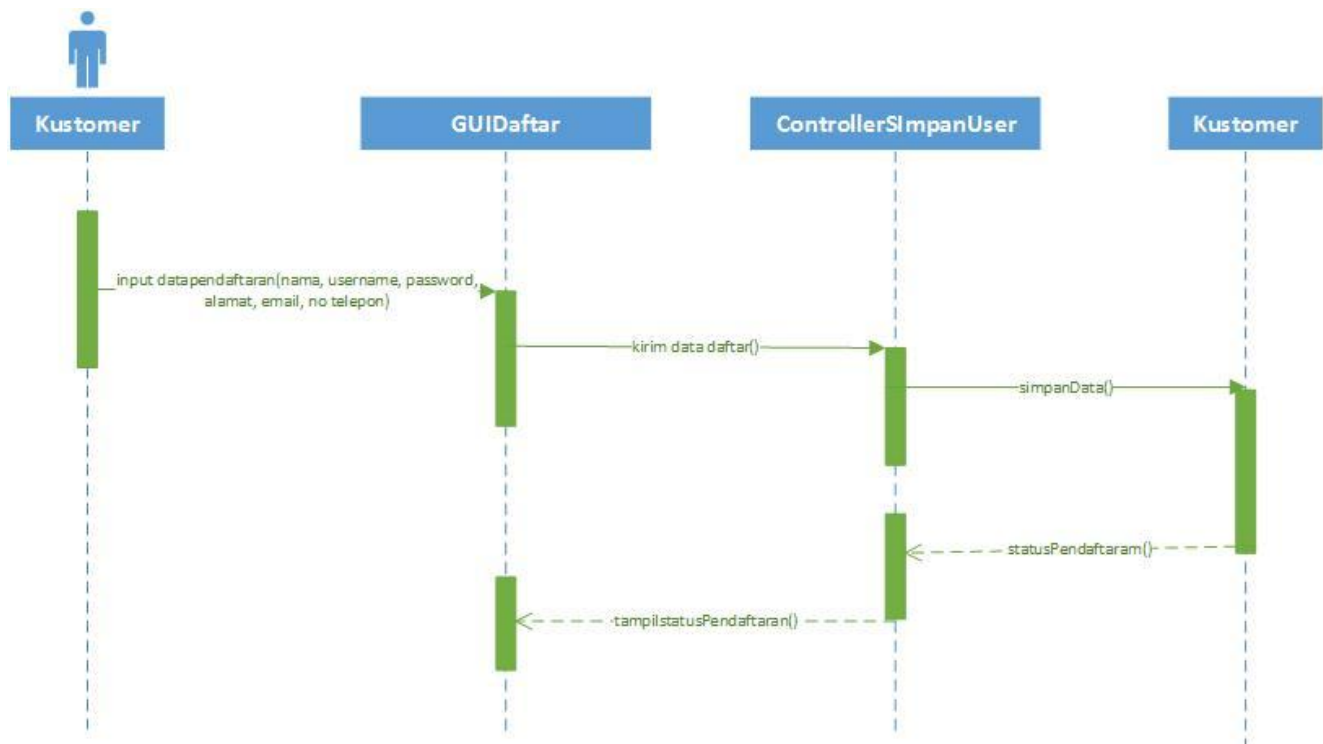 Kustomer
GUIDaftar
ControllerSImpanUser
Kustomer
input datapendaftaran(nama, username, password,
alamat, email, no telepon)
kirim data daftar()
simpanData()
statusPendaftaram()
tampilstatusPendaftaran()